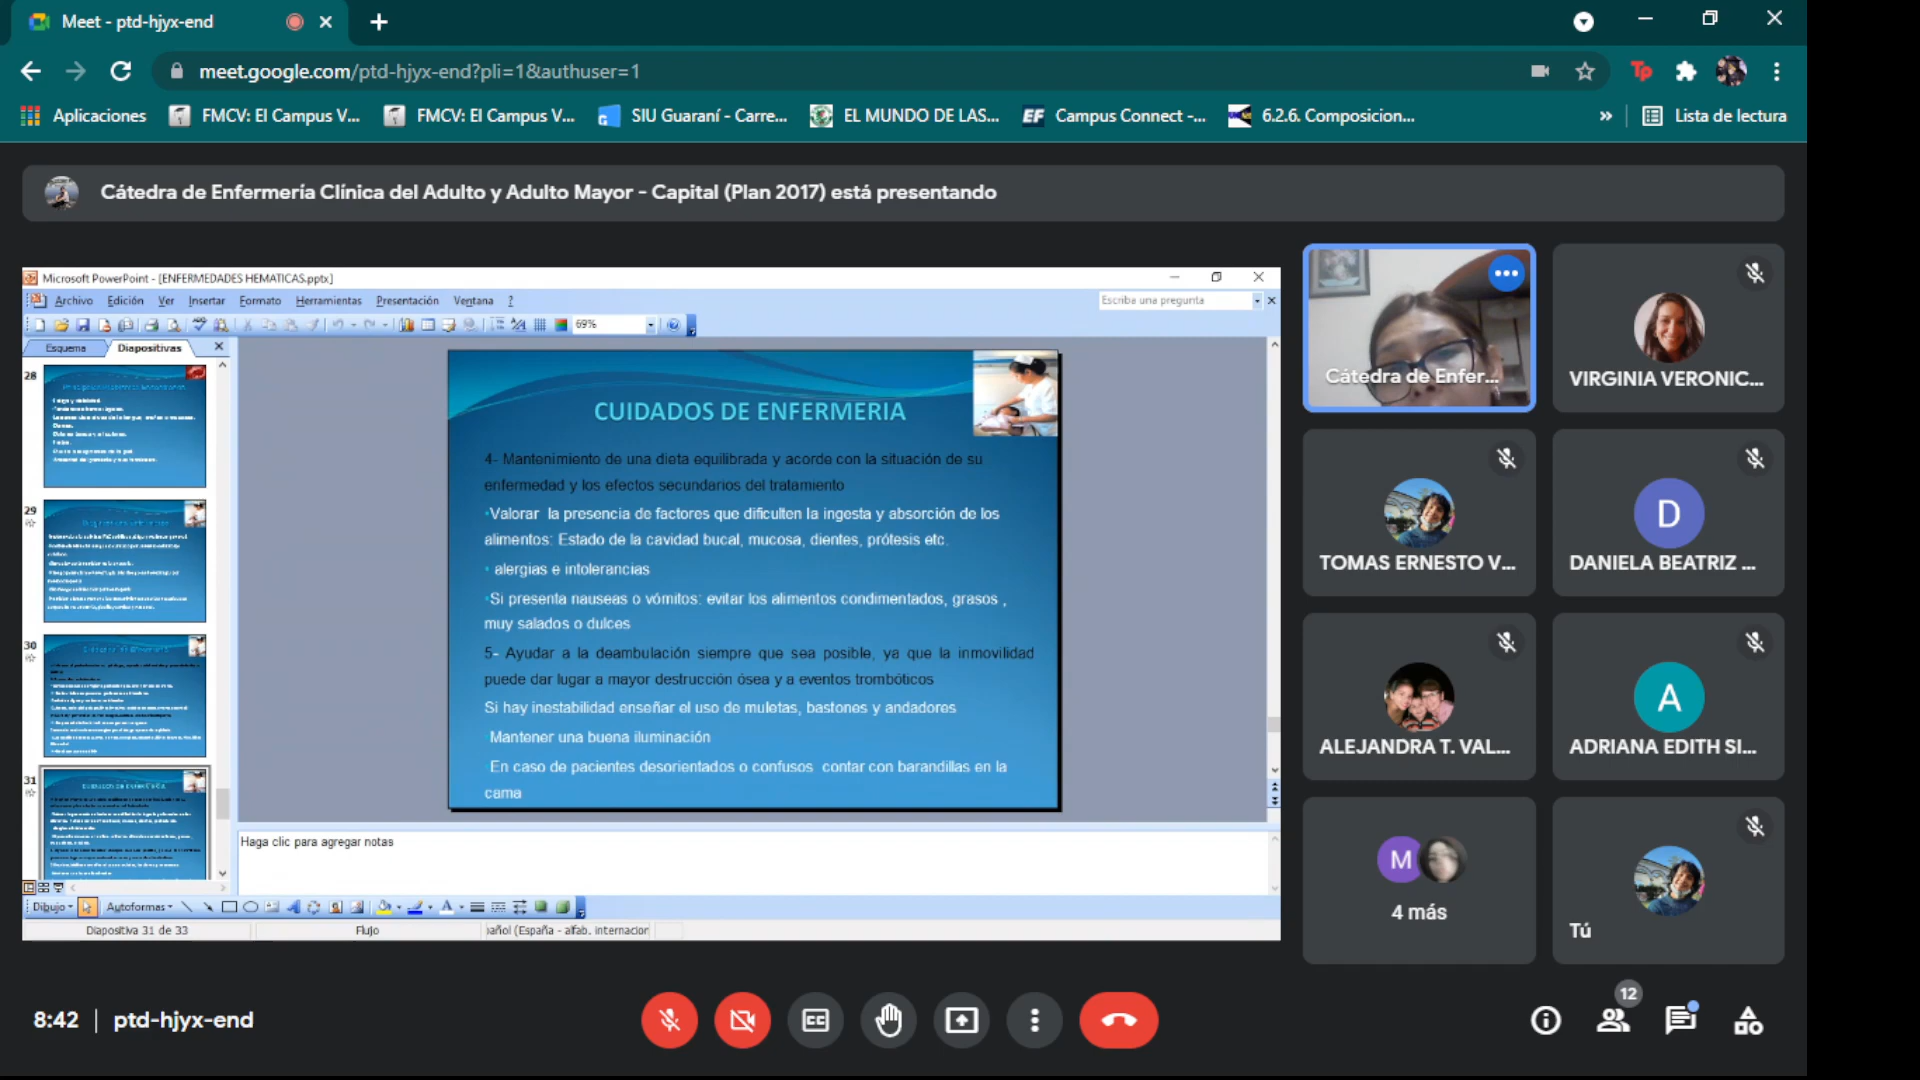 Meet - ptd-hjyx-end
meet.google.com/ptd-hjyx-end?pli=1&authuser=1
Aplicaciones
FMCV: El Campus V...
FMCV: El Campus V...
SIU Guaraní - Carre...
EL MUNDO DE LAS...
EF Campus Connect -...
6.2.6. Composicion...
»
Lista de lectura
Cátedra de Enfermería Clínica del Adulto y Adulto Mayor - Capital (Plan 2017) está presentando
Microsoft PowerPoint - [ENFERMEDADES HEMATICAS.pptx]
Archivo Edición Ver Insertar Formato Herramientas Presentación Ventana ?
Escriba una pregunta
69%
Esquema
Diapositivas
28
29
30
31
CUIDADOS DE ENFERMERIA
4- Mantenimiento de una dieta equilibrada y acorde con la situación de su
enfermedad y los efectos secundarios del tratamiento
•Valorar la presencia de factores que dificulten la ingesta y absorción de los
alimentos: Estado de la cavidad bucal, mucosa, dientes, prótesis etc.
• alergias e intolerancias
•Si presenta nauseas o vómitos: evitar los alimentos condimentados, grasos ,
muy salados o dulces
5- Ayudar a la deambulación siempre que sea posible, ya que la inmovilidad
puede dar lugar a mayor destrucción ósea y a eventos trombóticos
Si hay inestabilidad enseñar el uso de muletas, bastones y andadores
Mantener una buena iluminación
En caso de pacientes desorientados o confusos contar con barandillas en la
cama
Haga clic para agregar notas
Dibujo
Autoformas
Diapositiva 31 de 33
Flujo
añol (España - alfab. internacior
Cátedra de Enfer...
VIRGINIA VERONIC...
TOMAS ERNESTO V...
D
DANIELA BEATRIZ ...
ALEJANDRA T. VAL...
A
ADRIANA EDITH SI...
M
4 más
Tú
8:42 | ptd-hjyx-end
12